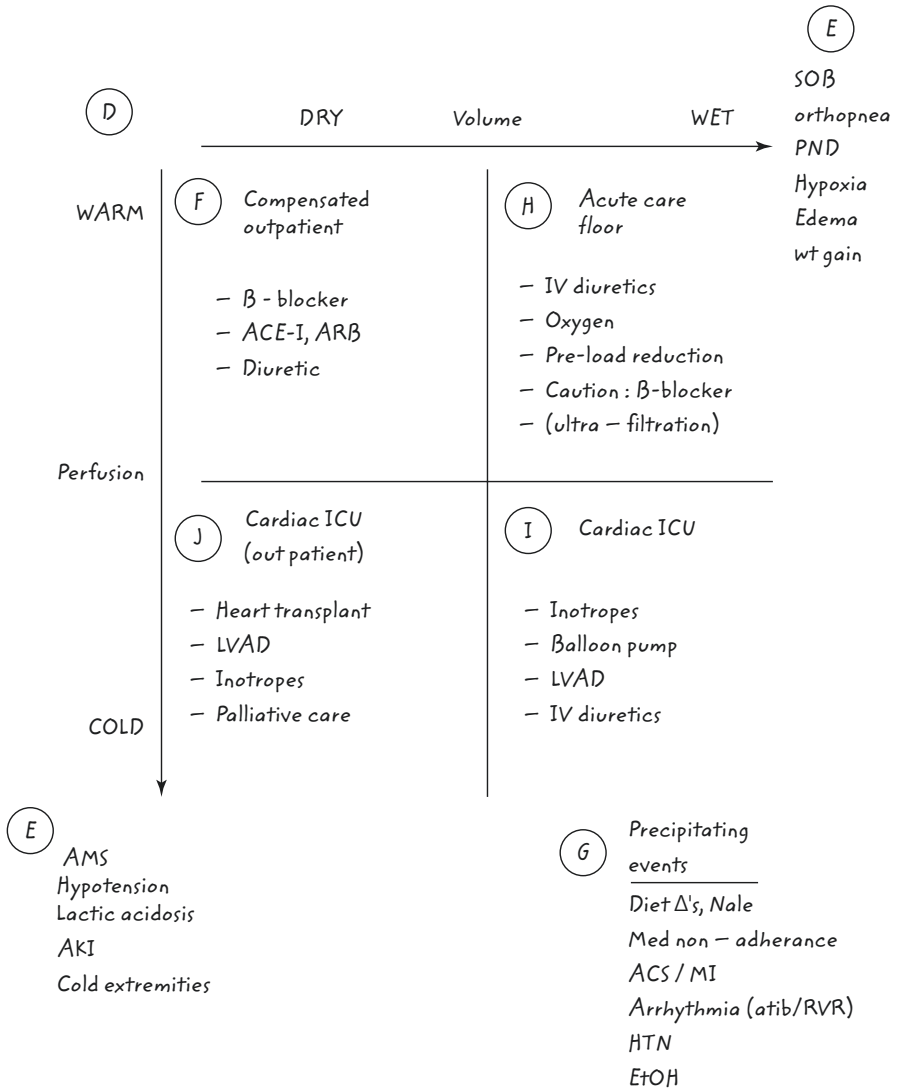 E
SOB
orthopnea
PND
Hypoxia
Edema
wt gain
D
DRY Volume WET
WARM
Perfusion
COLD
F
Compensated
outpatient
– B - blocker
– ACE-I, ARB
– Diuretic
H
Acute care
floor
– IV diuretics
– Oxygen
– Pre-load reduction
– Caution : B-blocker
– (ultra – filtration)
J
Cardiac ICU
(out patient)
– Heart transplant
– LVAD
– Inotropes
– Palliative care
I
Cardiac ICU
– Inotropes
– Balloon pump
– LVAD
– IV diuretics
E
AMS
Hypotension
Lactic acidosis
AKI
Cold extremities
G
Precipitating
events
Diet Δ's, Nale
Med non – adherance
ACS / MI
Arrhythmia (atib/RVR)
HTN
EtOH